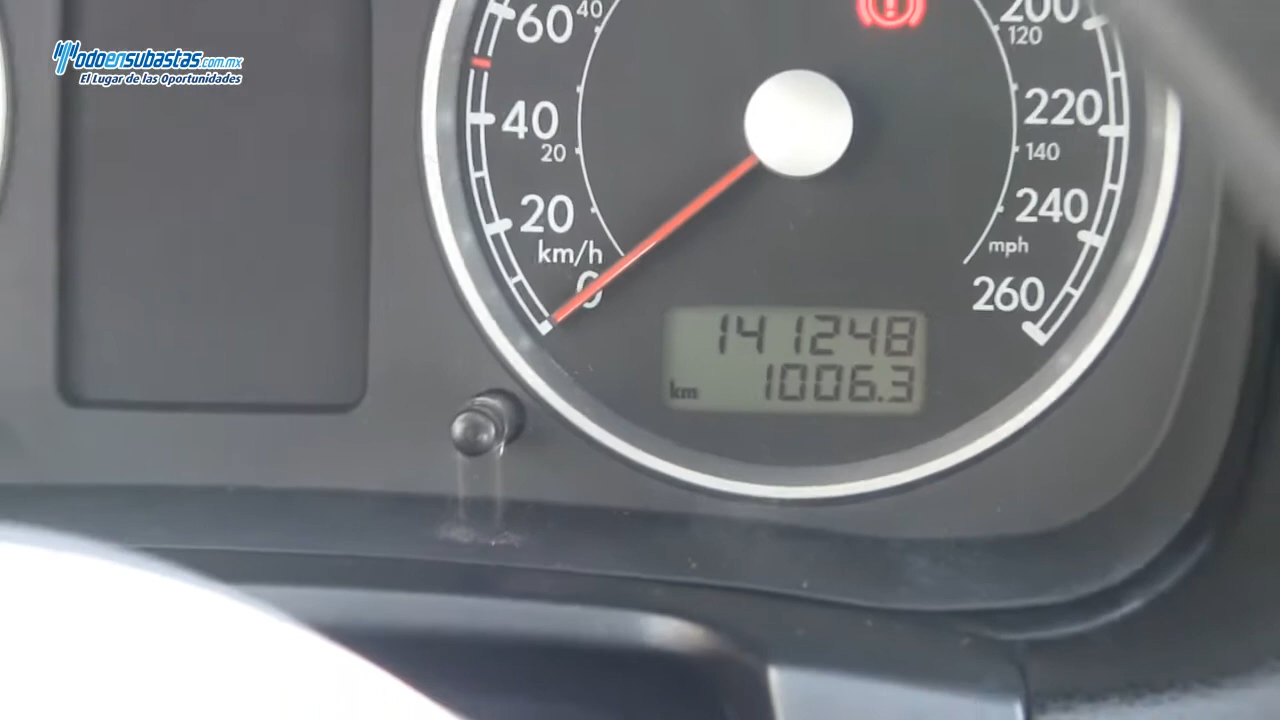 Todoensubastas.com.mx
El Lugar de las Oportunidades
60
40
200
120
40
20
220
140
20
240
km/h
mph
0
260
141248
km 1006.3